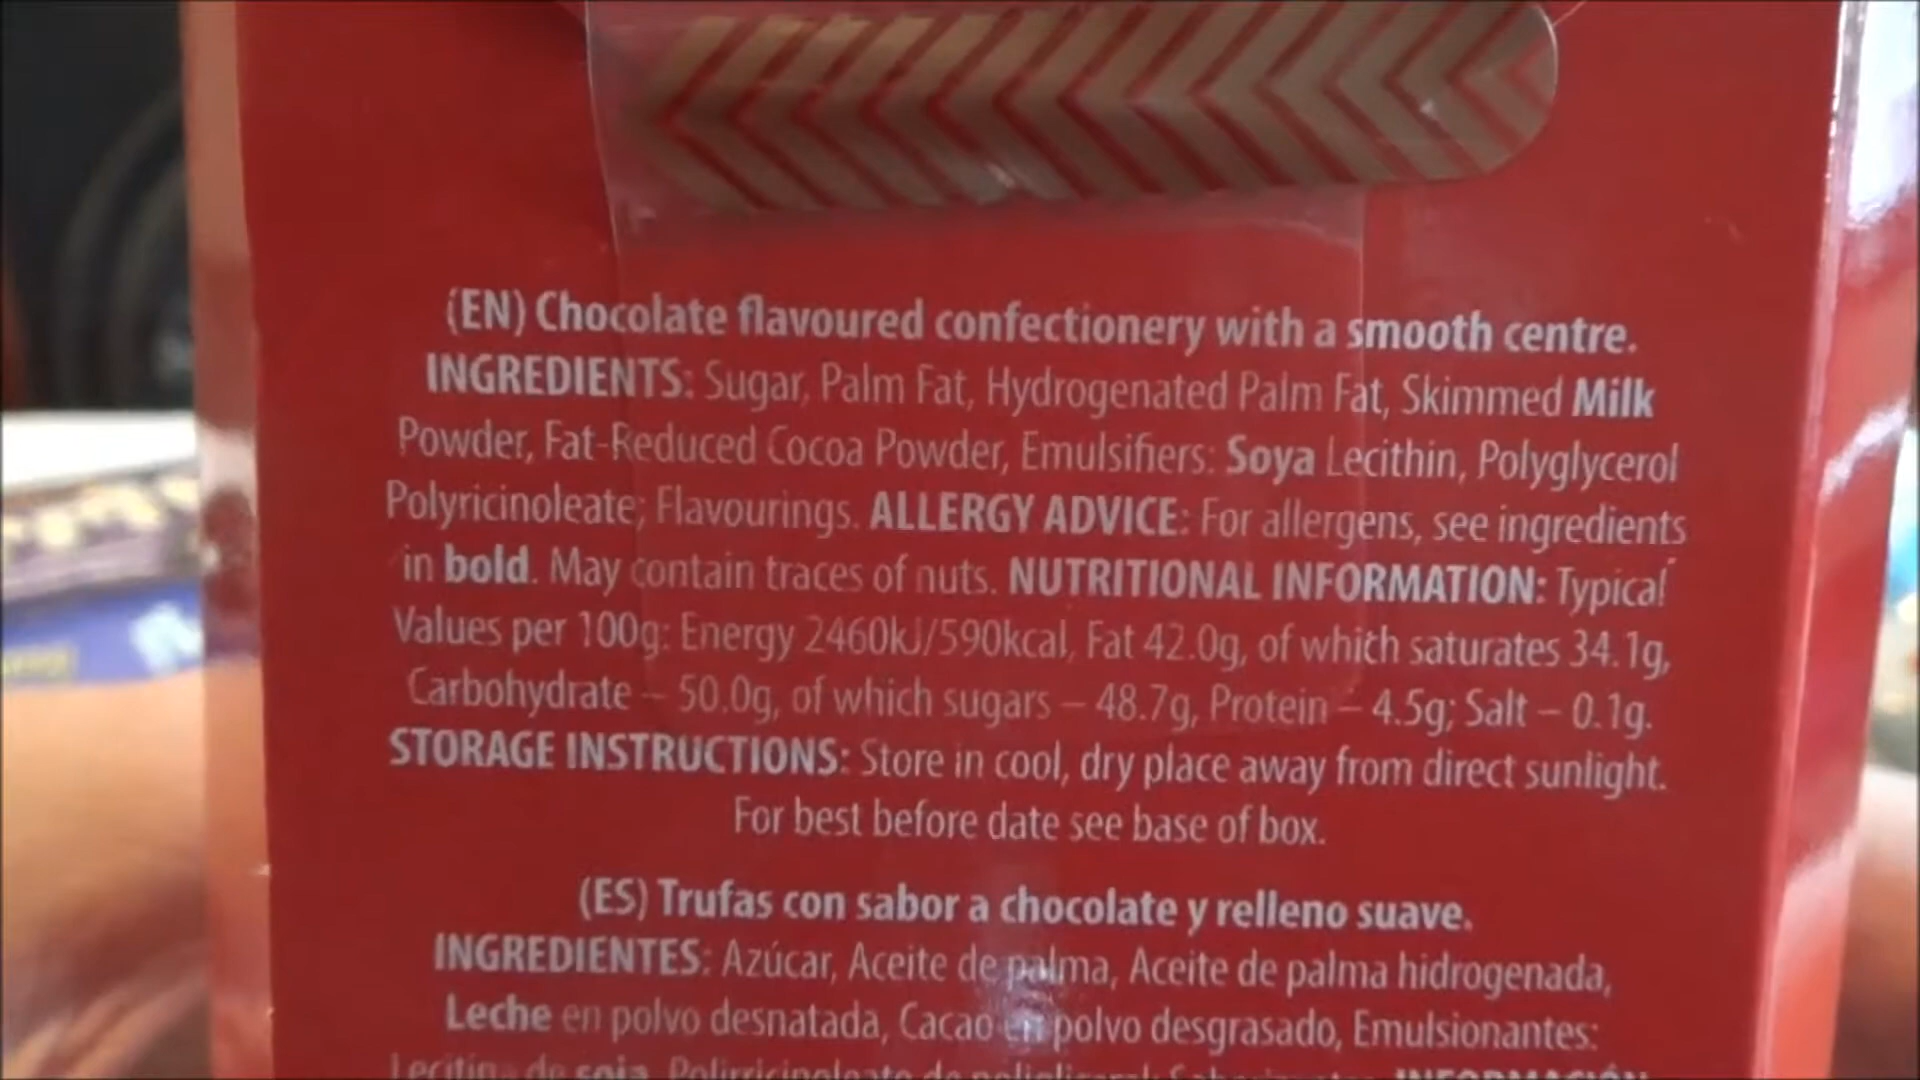 (EN) Chocolate flavoured confectionery with a smooth centre.
INGREDIENTS: Sugar, Palm Fat, Hydrogenated Palm Fat, Skimmed Milk
Powder, Fat-Reduced Cocoa Powder, Emulsifiers: Soya Lecithin, Polyglycerol
Polyricinoleate; Flavourings. ALLERGY ADVICE: For allergens, see ingredients
in bold. May contain traces of nuts. NUTRITIONAL INFORMATION: Typical
Values per 100g: Energy 2460kJ/590kcal, Fat 42.0g, of which saturates 34.1g,
Carbohydrate – 50.0g, of which sugars – 48.7g, Protein – 4.5g; Salt – 0.1g.
STORAGE INSTRUCTIONS: Store in cool, dry place away from direct sunlight.
For best before date see base of box.
(ES) Trufas con sabor a chocolate y relleno suave.
INGREDIENTES: Azúcar, Aceite de palma, Aceite de palma hidrogenada,
Leche en polvo desnatada, Cacao en polvo desgrasado, Emulsionantes:
Lecitina de soja, Polirricinoleato de